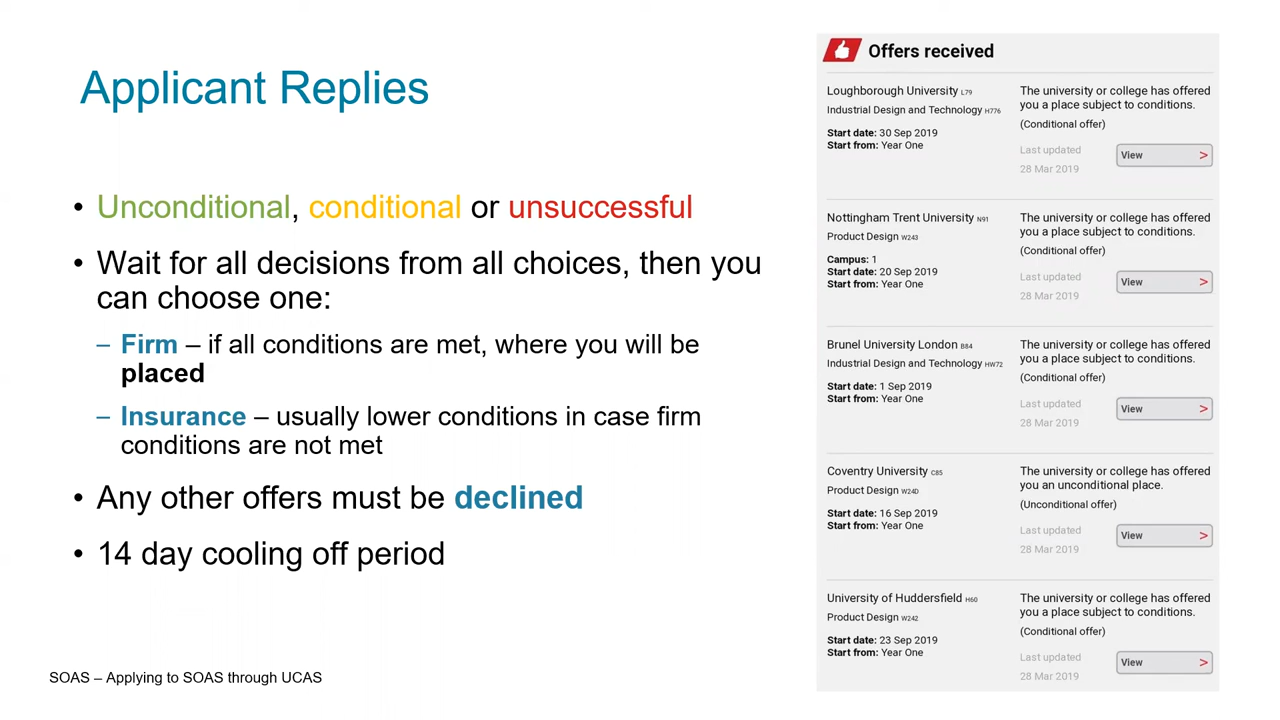 Applicant Replies
• Unconditional, conditional or unsuccessful
• Wait for all decisions from all choices, then you
can choose one:
– Firm – if all conditions are met, where you will be
placed
– Insurance – usually lower conditions in case firm
conditions are not met
• Any other offers must be declined
• 14 day cooling off period
SOAS – Applying to SOAS through UCAS
Offers received
Loughborough University L79
Industrial Design and Technology H776
Start date: 30 Sep 2019
Start from: Year One
The university or college has offered
you a place subject to conditions.
(Conditional offer)
Last updated
28 Mar 2019
View >
Nottingham Trent University N91
Product Design W243
Campus: 1
Start date: 20 Sep 2019
Start from: Year One
The university or college has offered
you a place subject to conditions.
(Conditional offer)
Last updated
28 Mar 2019
View >
Brunel University London B84
Industrial Design and Technology HW72
Start date: 1 Sep 2019
Start from: Year One
The university or college has offered
you a place subject to conditions.
(Conditional offer)
Last updated
28 Mar 2019
View >
Coventry University C85
Product Design W24D
Start date: 16 Sep 2019
Start from: Year One
The university or college has offered
you an unconditional place.
(Unconditional offer)
Last updated
28 Mar 2019
View >
University of Huddersfield H60
Product Design W242
Start date: 23 Sep 2019
Start from: Year One
The university or college has offered
you a place subject to conditions.
(Conditional offer)
Last updated
28 Mar 2019
View >